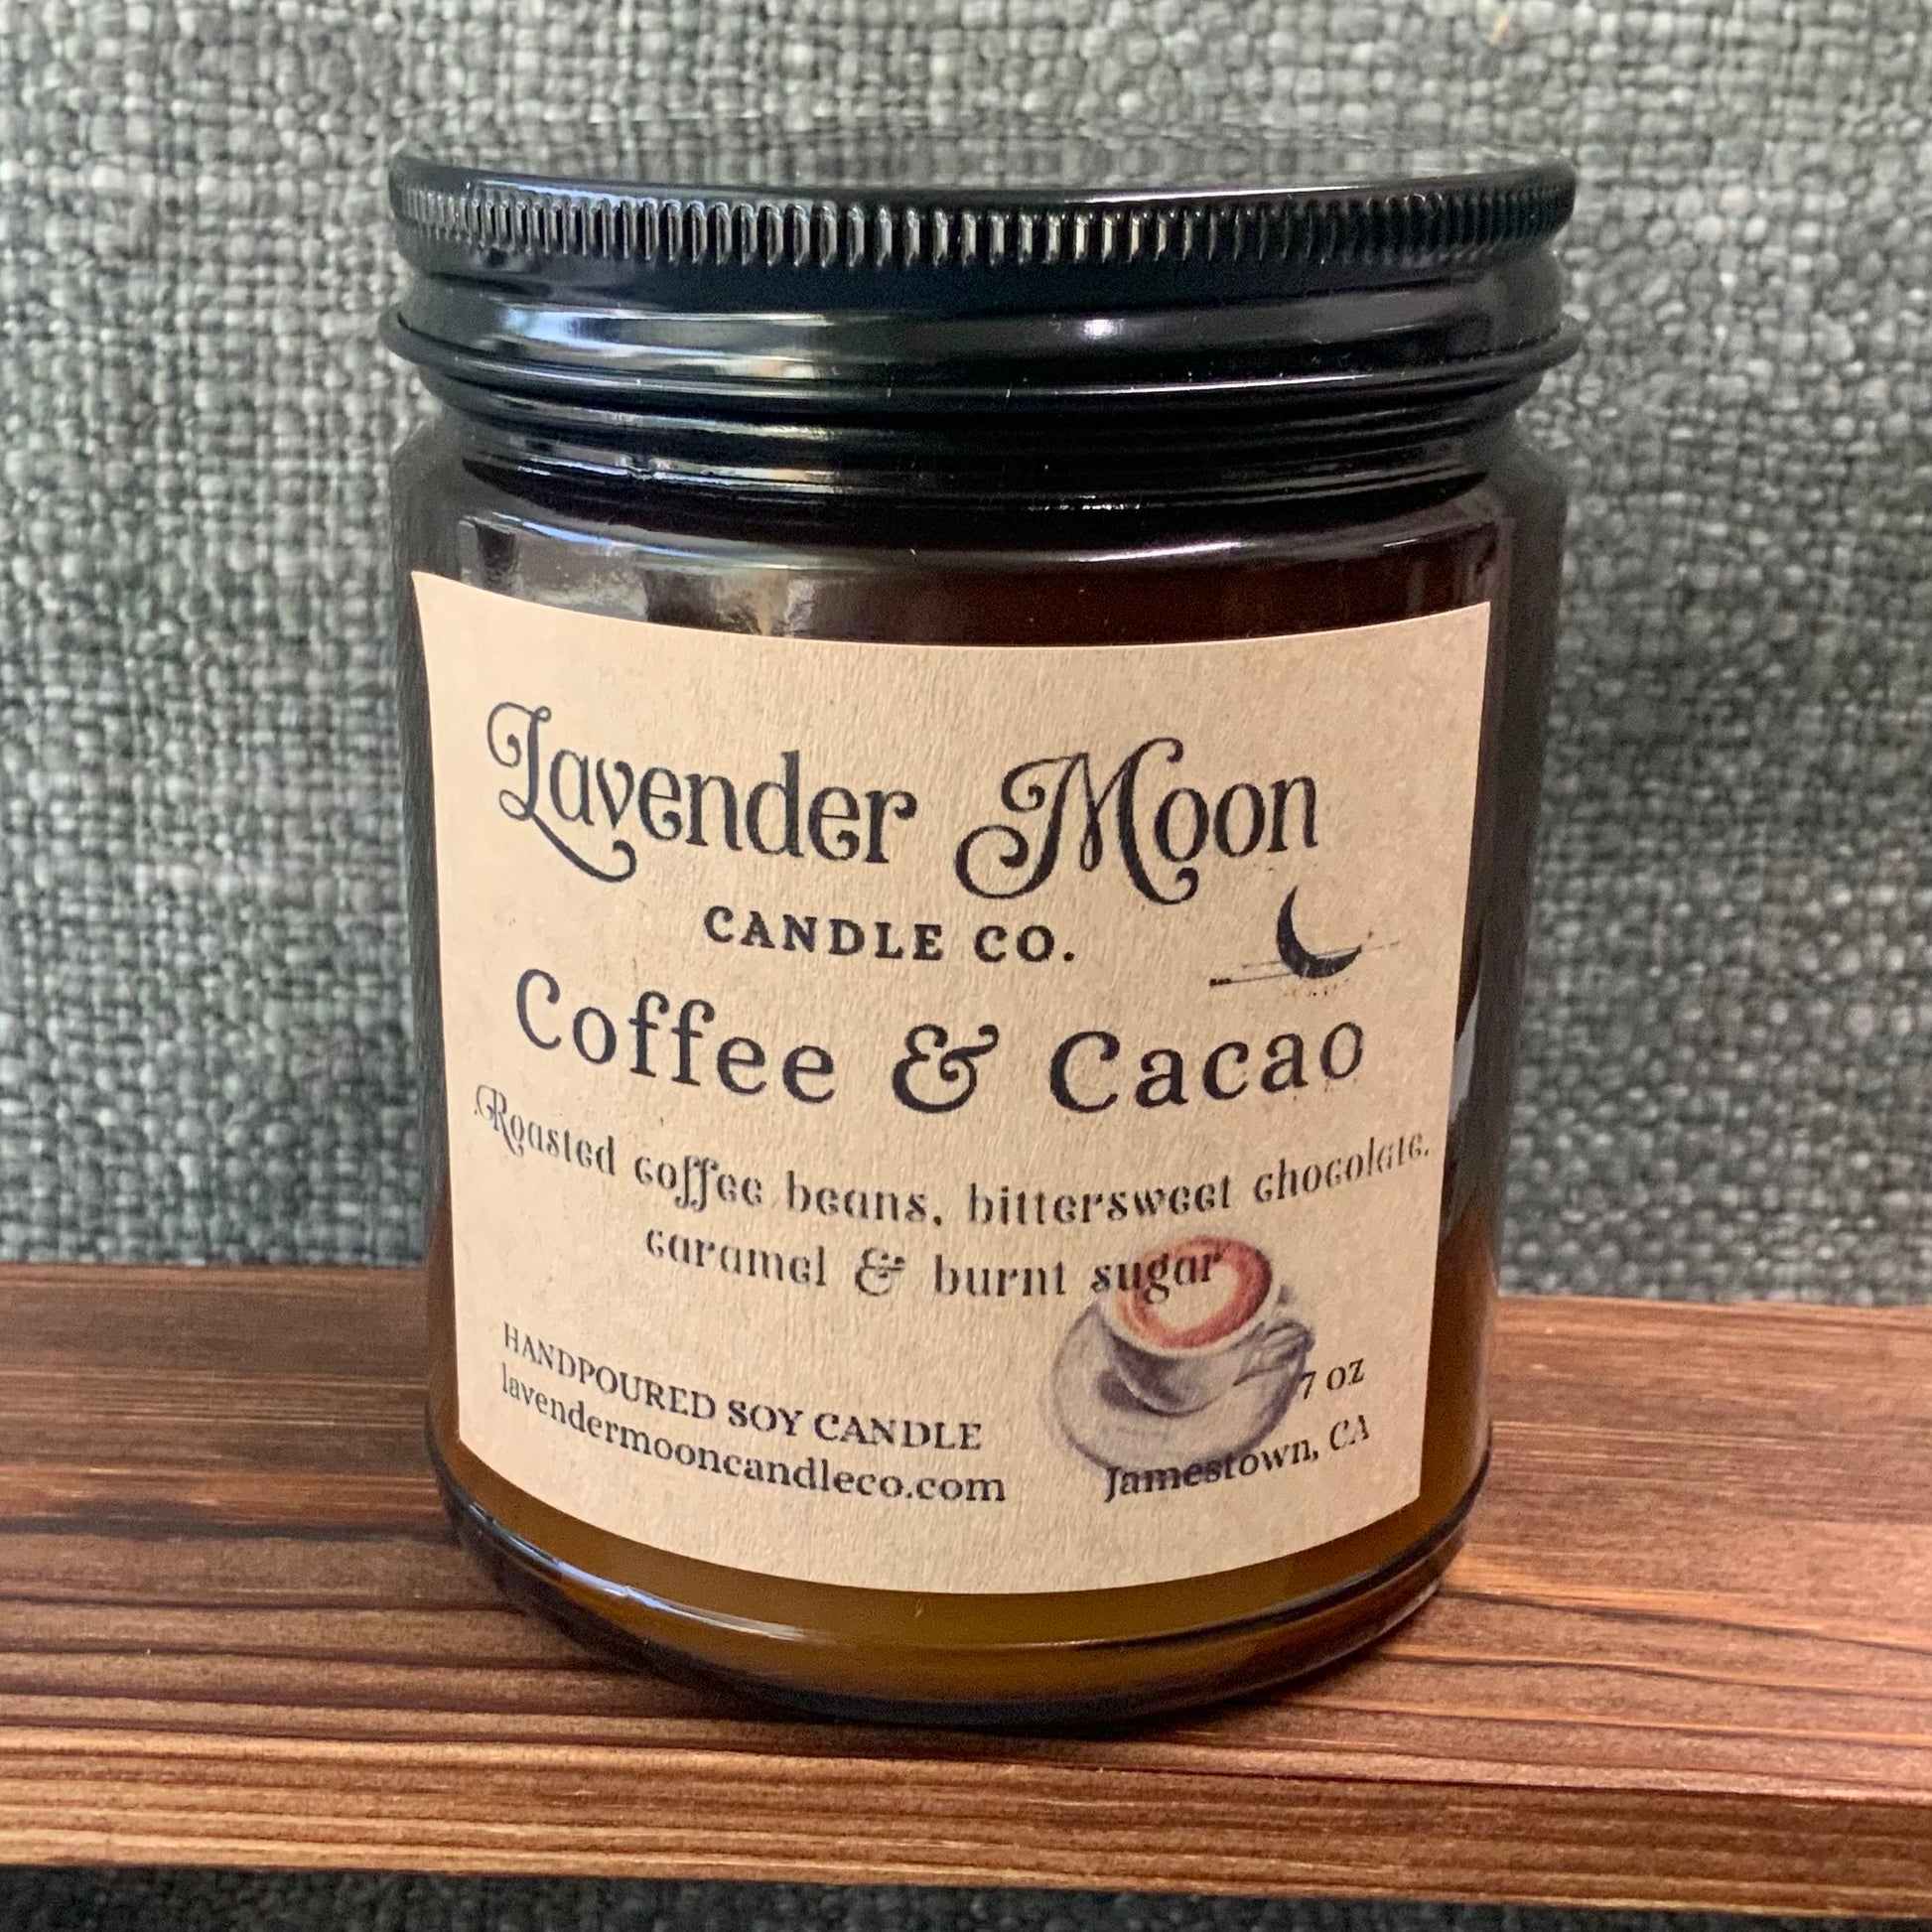 Lavender Moon
CANDLE CO.
Coffee & Cacao
Roasted coffee beans, bittersweet chocolate,
caramel & burnt sugar
HANDPOURED SOY CANDLE
lavendermooncandleco.com
7 oz
Jamestown, CA